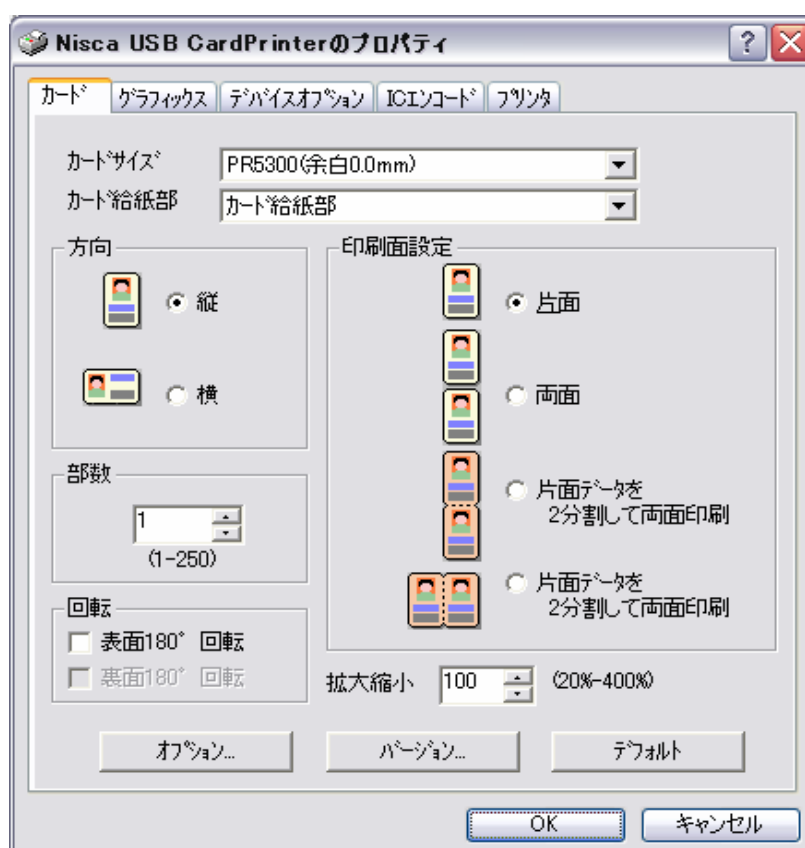 Nisca USB CardPrinterのプロパティ
カード グラフィックス デバイスオプション ICエンコード プリンタ
カードサイズ PR5300(余白0.0mm)
カード給紙部 カード給紙部
方向
縦
横
印刷面設定
片面
両面
片面データを
2分割して両面印刷
片面データを
2分割して両面印刷
部数
1
(1-250)
回転
表面180° 回転
裏面180° 回転
拡大縮小 100 (20%-400%)
オプション... バージョン... デフォルト
OK キャンセル